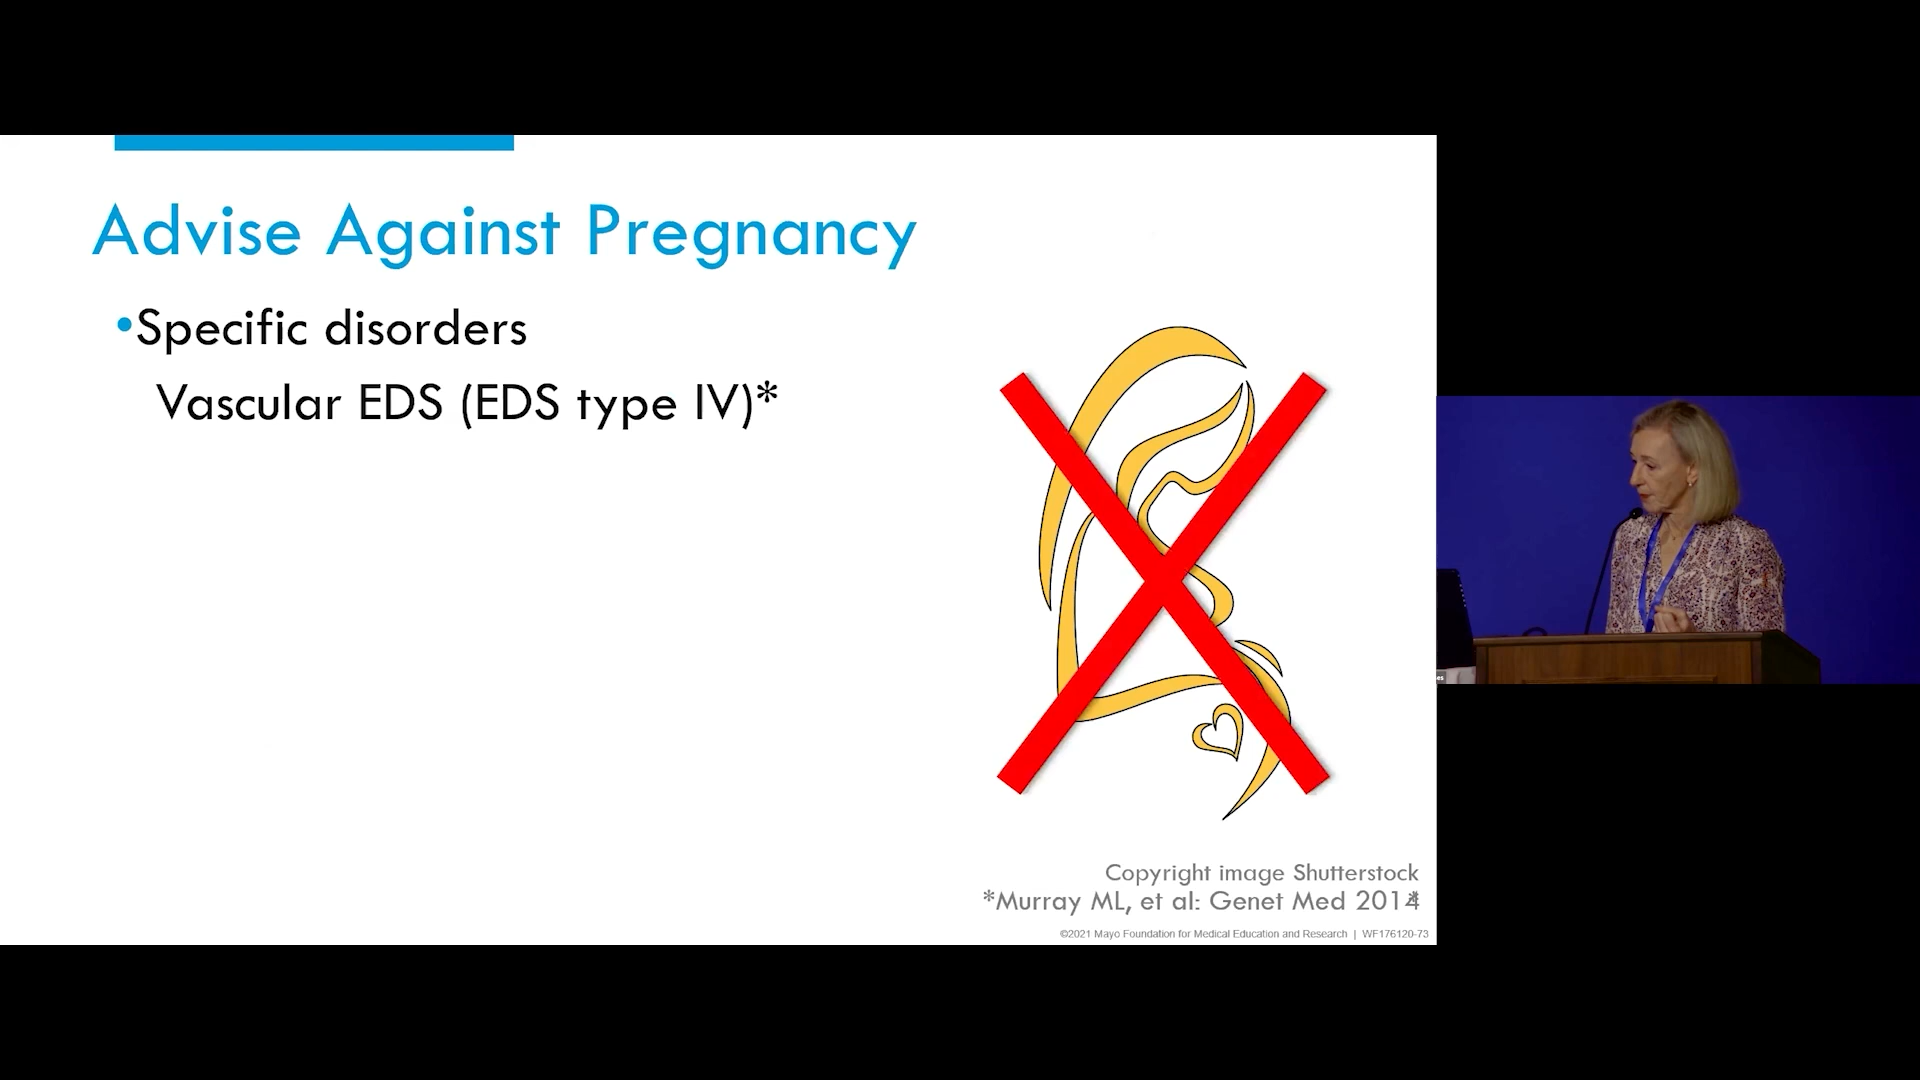 Advise Against Pregnancy
•Specific disorders
Vascular EDS (EDS type IV)*
Copyright image Shutterstock
*Murray ML, et al: Genet Med 2014
©2021 Mayo Foundation for Medical Education and Research | WF176120-73